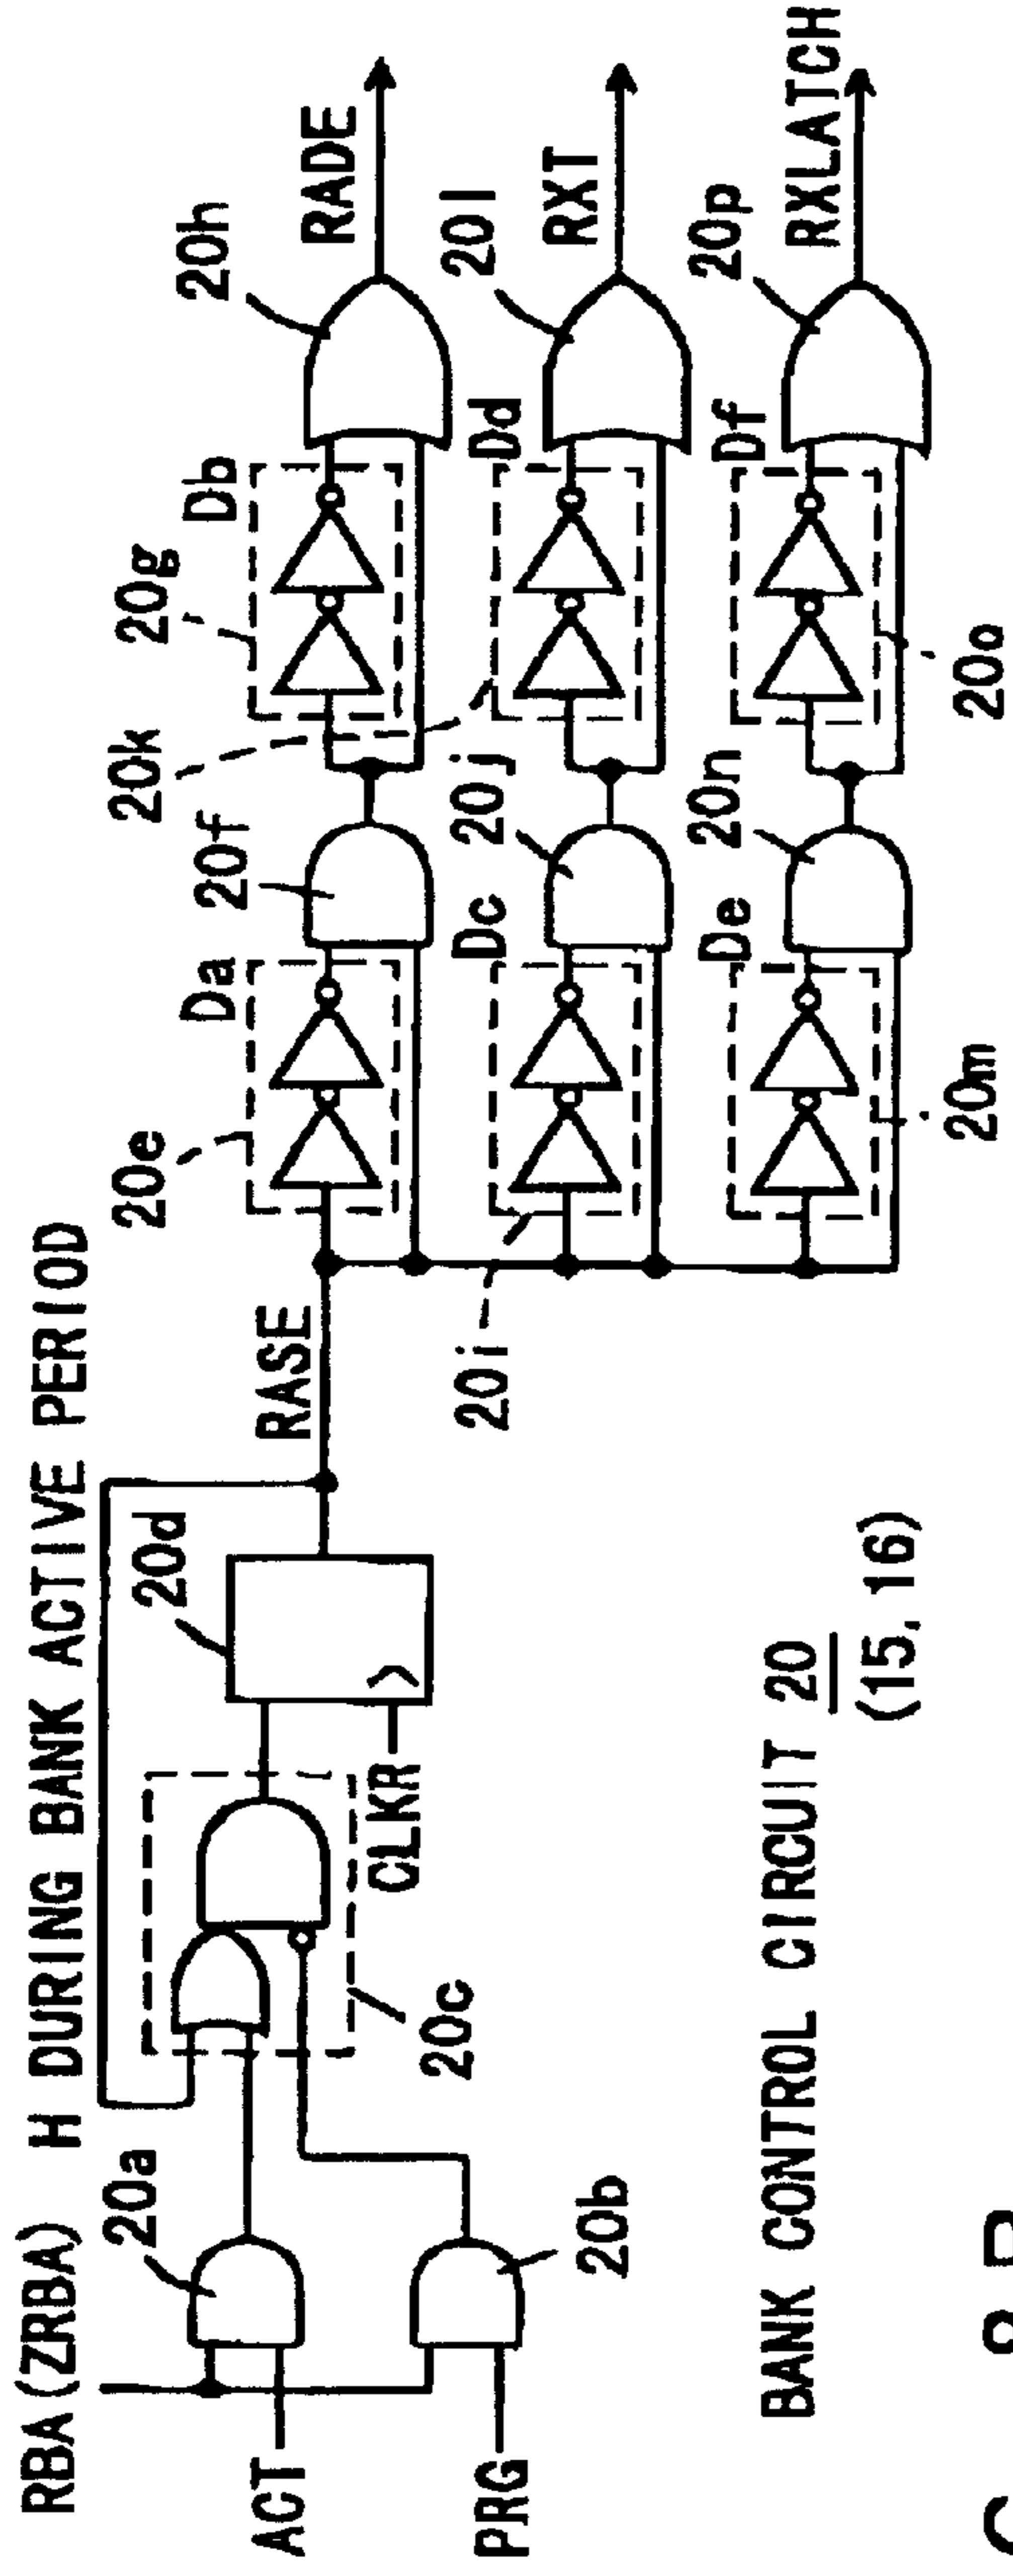 RBA(ZRBA) H DURING BANK ACTIVE PERIOD
20a
ACT
PRG
20b
20c
CLKR
20d
RASE
20e
Da
20f
20g
Db
20h
RADE
20i
Dc
20j
20k
Dd
20l
RXT
20m
De
20n
20o
Df
20p
RXLATCH
BANK CONTROL CIRCUIT 20
(15, 16)